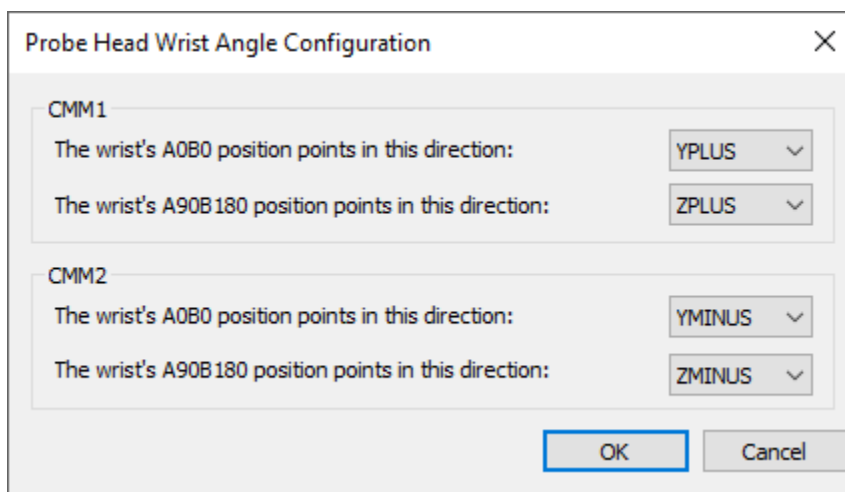 Probe Head Wrist Angle Configuration
CMM1
The wrist's A0B0 position points in this direction: YPLUS
The wrist's A90B180 position points in this direction: ZPLUS
CMM2
The wrist's A0B0 position points in this direction: YMINUS
The wrist's A90B180 position points in this direction: ZMINUS
OK Cancel